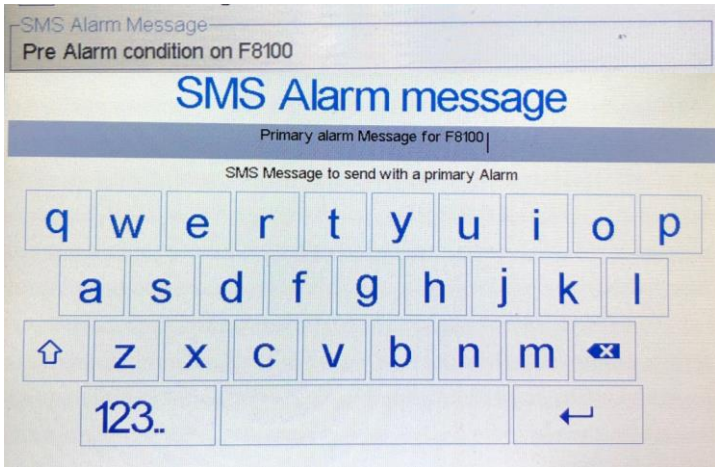 SMS Alarm Message
Pre Alarm condition on F8100
SMS Alarm message
Primary alarm Message for F8100
SMS Message to send with a primary Alarm
q w e r t y u i o p
a s d f g h j k l
z x c v b n m
123..